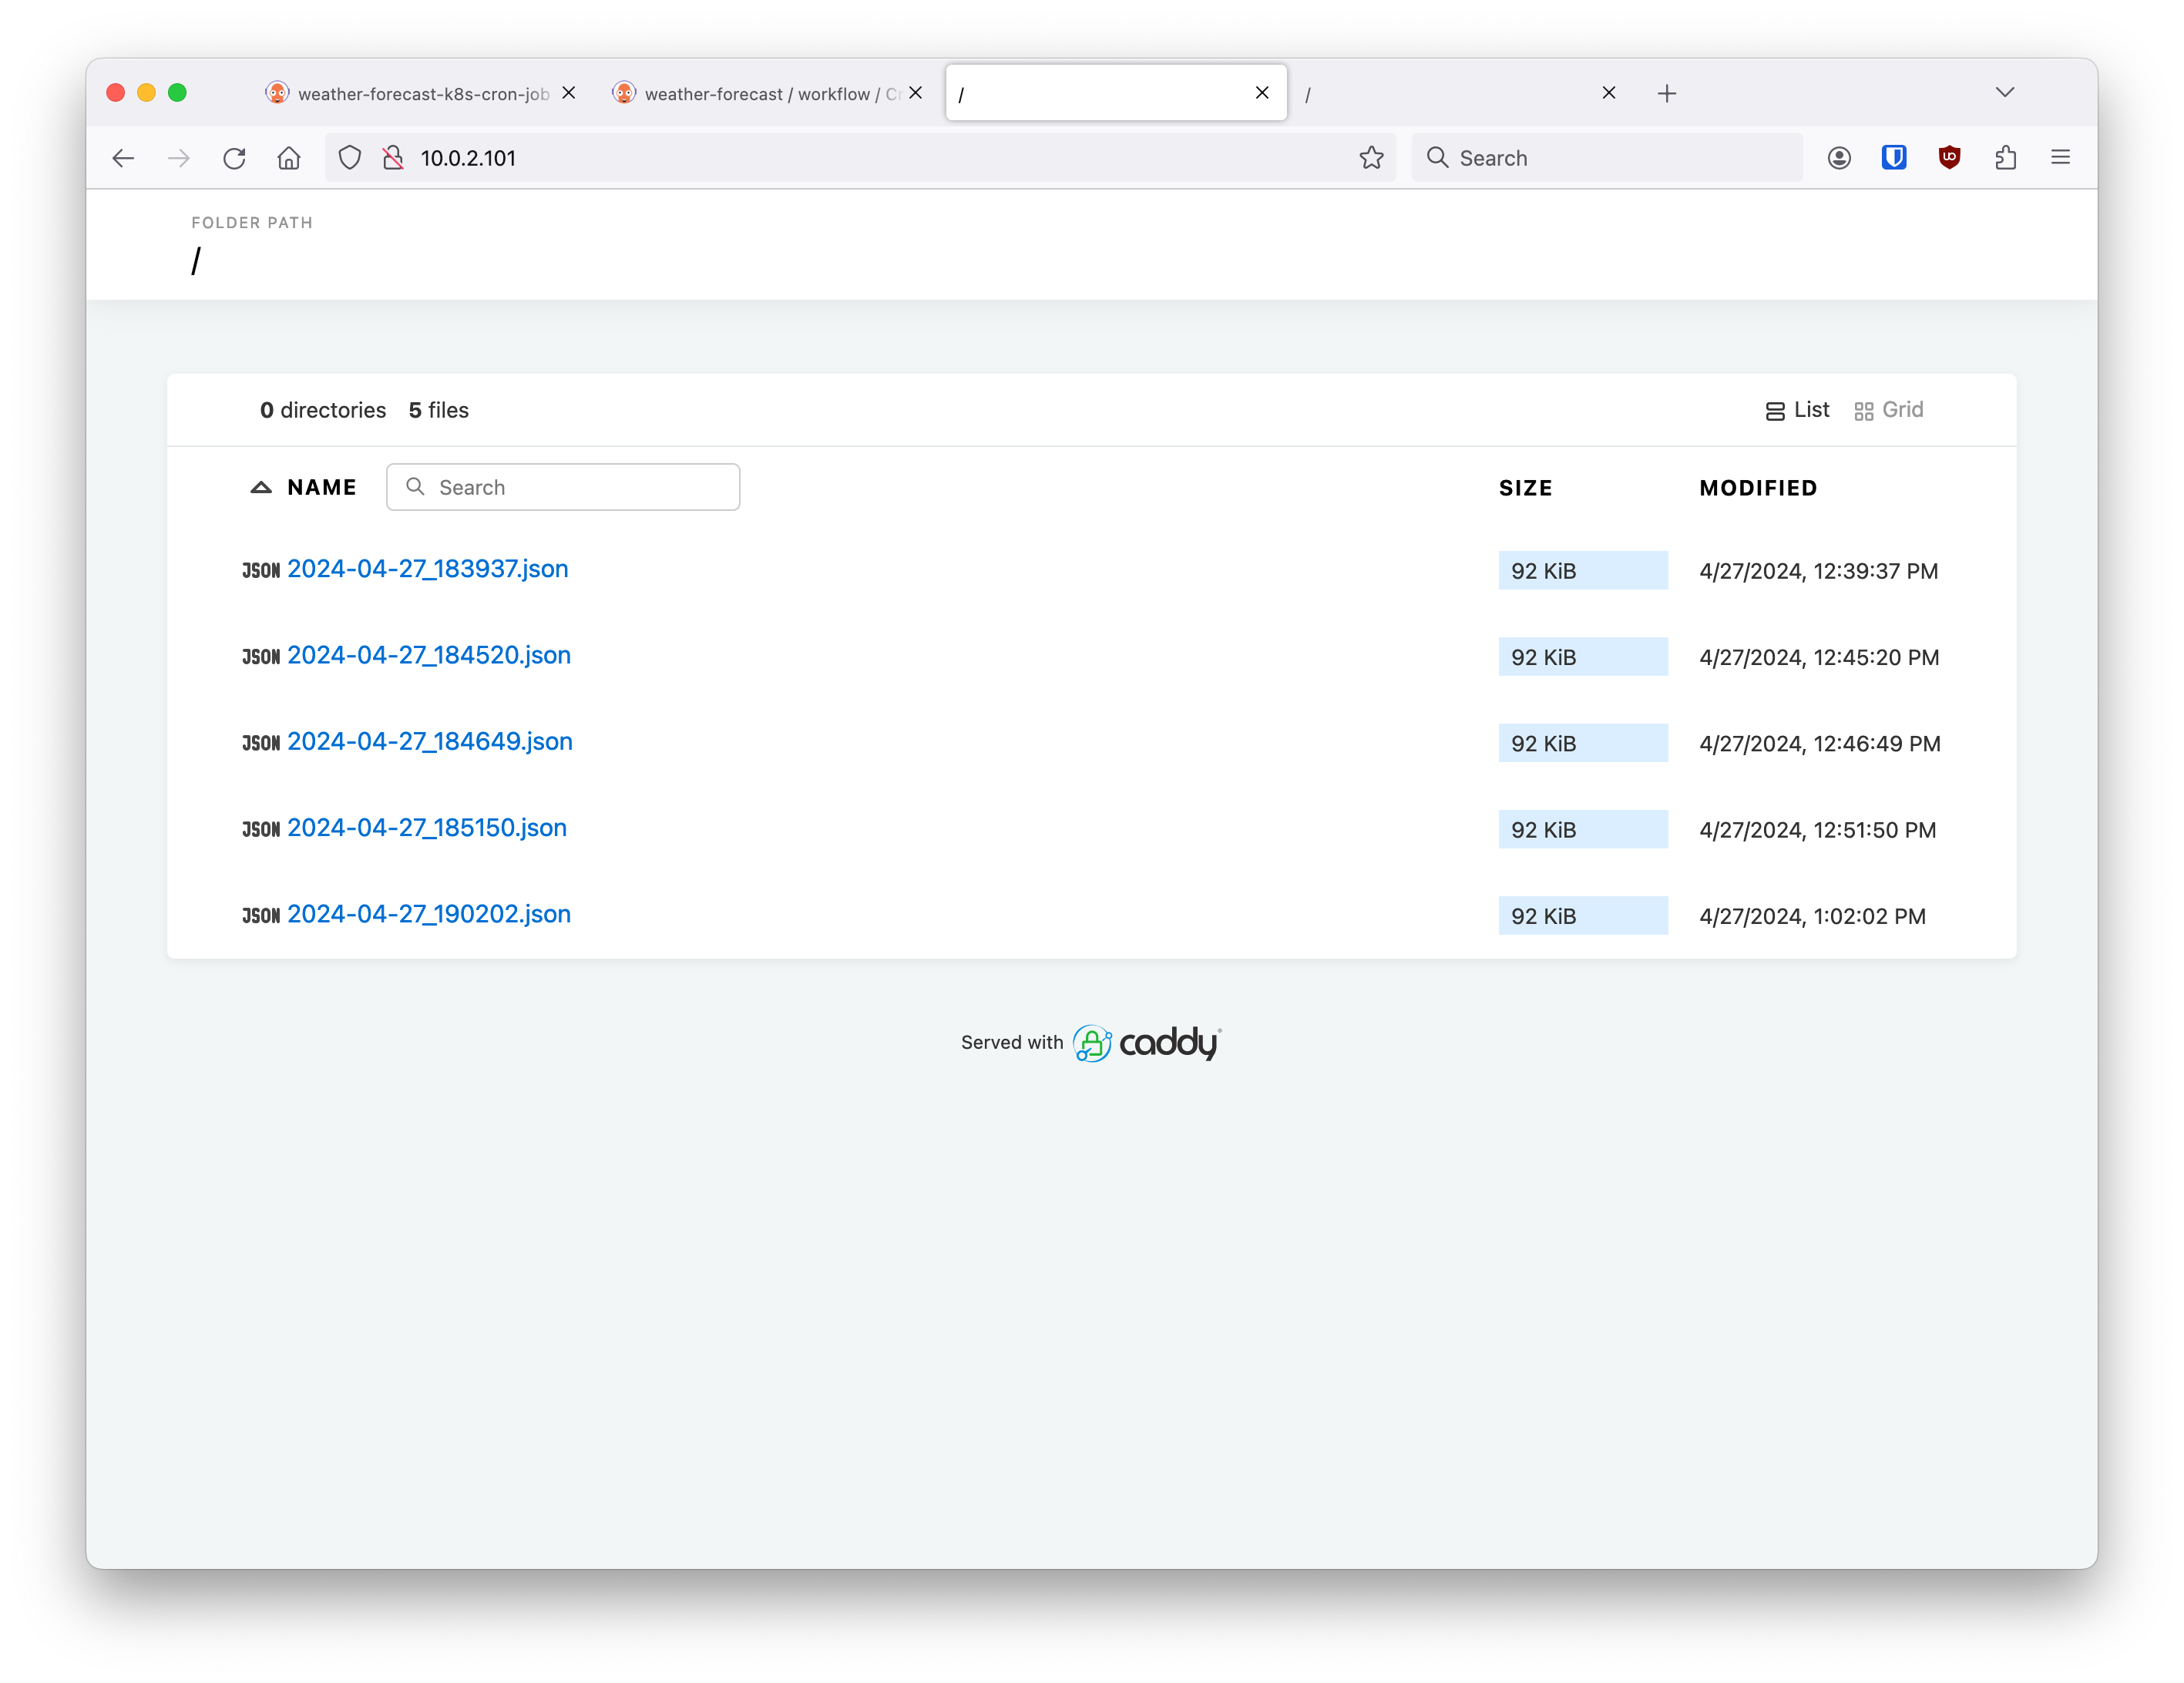 weather-forecast-k8s-cron-job
weather-forecast / workflow / Cr
/
/
10.0.2.101
Search
FOLDER PATH
/
0 directories 5 files
List Grid
NAME Search SIZE MODIFIED
JSON 2024-04-27_183937.json 92 KiB 4/27/2024, 12:39:37 PM
JSON 2024-04-27_184520.json 92 KiB 4/27/2024, 12:45:20 PM
JSON 2024-04-27_184649.json 92 KiB 4/27/2024, 12:46:49 PM
JSON 2024-04-27_185150.json 92 KiB 4/27/2024, 12:51:50 PM
JSON 2024-04-27_190202.json 92 KiB 4/27/2024, 1:02:02 PM
Served with caddy